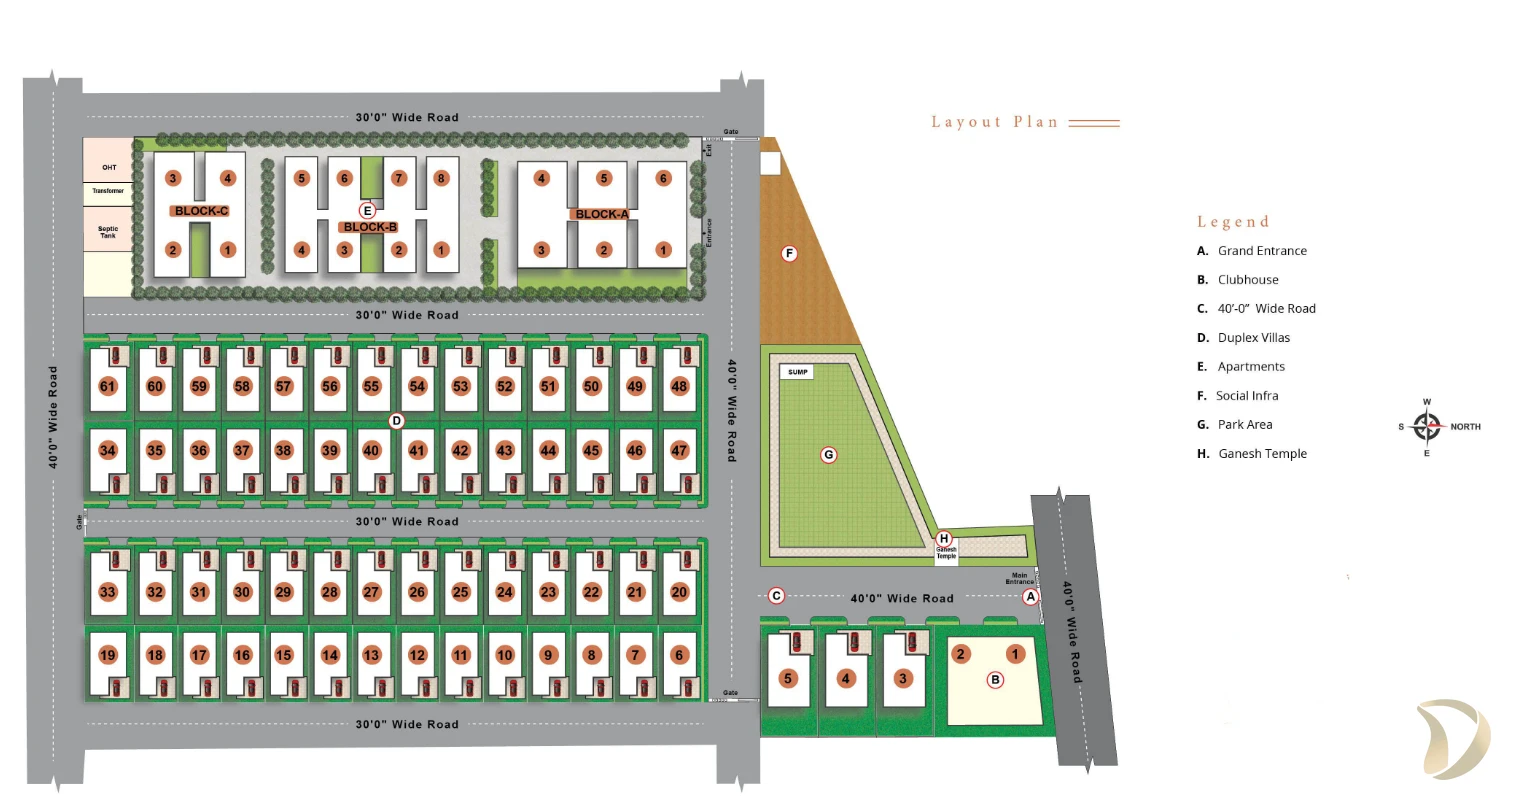 30'0" Wide Road
Gate
Layout Plan
OHT
Transformer
Septic
Tank
3 4
BLOCK-C
2 1
5 6 7 8
E
BLOCK-B
4 3 2 1
4 5 6
BLOCK-A
3 2 1
Exit
Entrance
F
30'0" Wide Road
61 60 59 58 57 56 55 54 53 52 51 50 49 48
D
34 35 36 37 38 39 40 41 42 43 44 45 46 47
40'0" Wide Road
40'0" Wide Road
SUMP
G
H
Ganesh
Temple
Gate
30'0" Wide Road
33 32 31 30 29 28 27 26 25 24 23 22 21 20
19 18 17 16 15 14 13 12 11 10 9 8 7 6
Main
Entrance
C
40'0" Wide Road
A
40'0" Wide Road
5 4 3
2 1
B
Gate
30'0" Wide Road
Legend
A. Grand Entrance
B. Clubhouse
C. 40'-0" Wide Road
D. Duplex Villas
E. Apartments
F. Social Infra
G. Park Area
H. Ganesh Temple
W
S NORTH
E